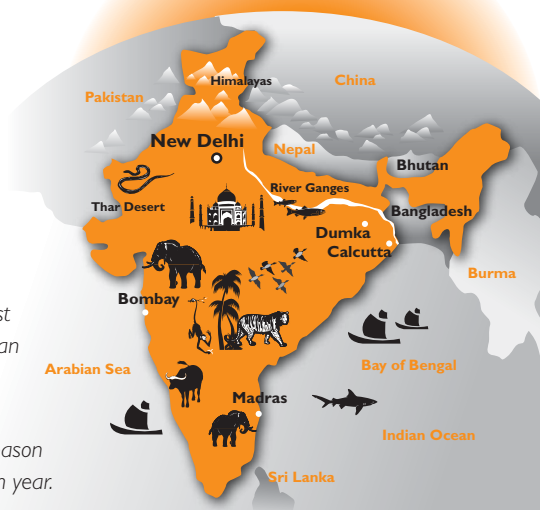 Himalayas
China
Pakistan
New Delhi
Nepal
Bhutan
River Ganges
Thar Desert
Bangladesh
Dumka
Calcutta
Burma
Bombay
Arabian Sea
Bay of Bengal
Madras
Indian Ocean
year.
Sri Lanka